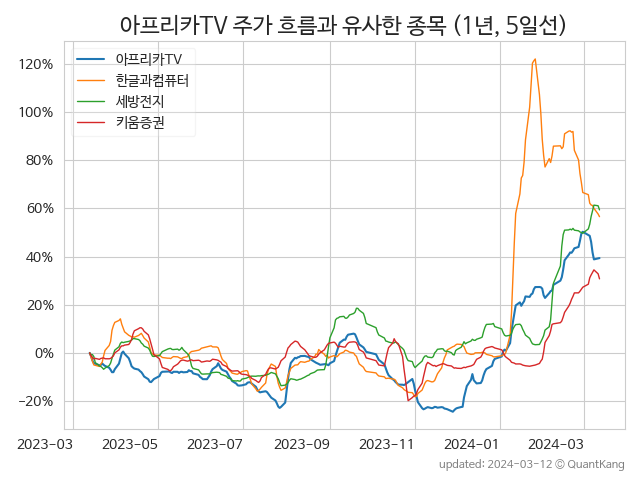 아프리카TV 주가 흐름과 유사한 종목 (1년, 5일선)
아프리카TV
한글과컴퓨터
세방전지
키움증권
120%
100%
80%
60%
40%
20%
0%
−20%
2023-03 2023-05 2023-07 2023-09 2023-11 2024-01 2024-03
updated: 2024-03-12 © QuantKang